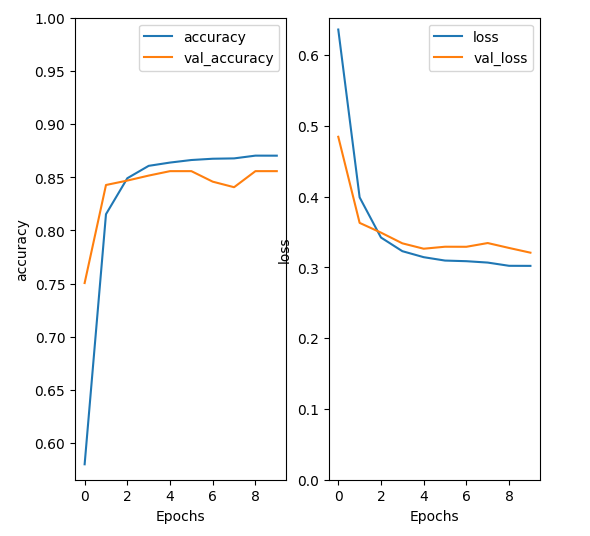 1.00
0.95
0.90
0.85
0.80
0.75
0.70
0.65
0.60
accuracy
accuracy
val_accuracy
0 2 4 6 8
Epochs
0.6
0.5
0.4
0.3
0.2
0.1
0.0
loss
loss
val_loss
0 2 4 6 8
Epochs